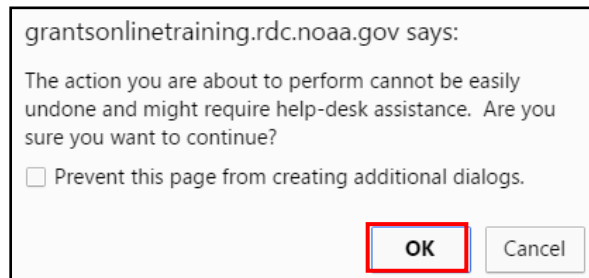 grantsonlinetraining.rdc.noaa.gov says:
The action you are about to perform cannot be easily
undone and might require help-desk assistance.  Are you
sure you want to continue?
Prevent this page from creating additional dialogs.
OK Cancel